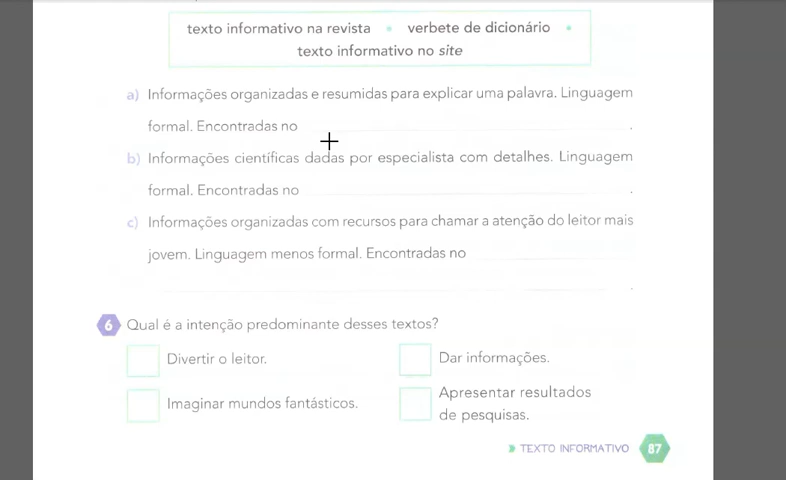 texto informativo na revista • verbete de dicionário •
texto informativo no site
a) Informações organizadas e resumidas para explicar uma palavra. Linguagem
formal. Encontradas no .
b) Informações científicas dadas por especialista com detalhes. Linguagem
formal. Encontradas no .
c) Informações organizadas com recursos para chamar a atenção do leitor mais
jovem. Linguagem menos formal. Encontradas no
.
6 Qual é a intenção predominante desses textos?
Divertir o leitor.
Dar informações.
Imaginar mundos fantásticos.
Apresentar resultados
de pesquisas.
TEXTO INFORMATIVO 87